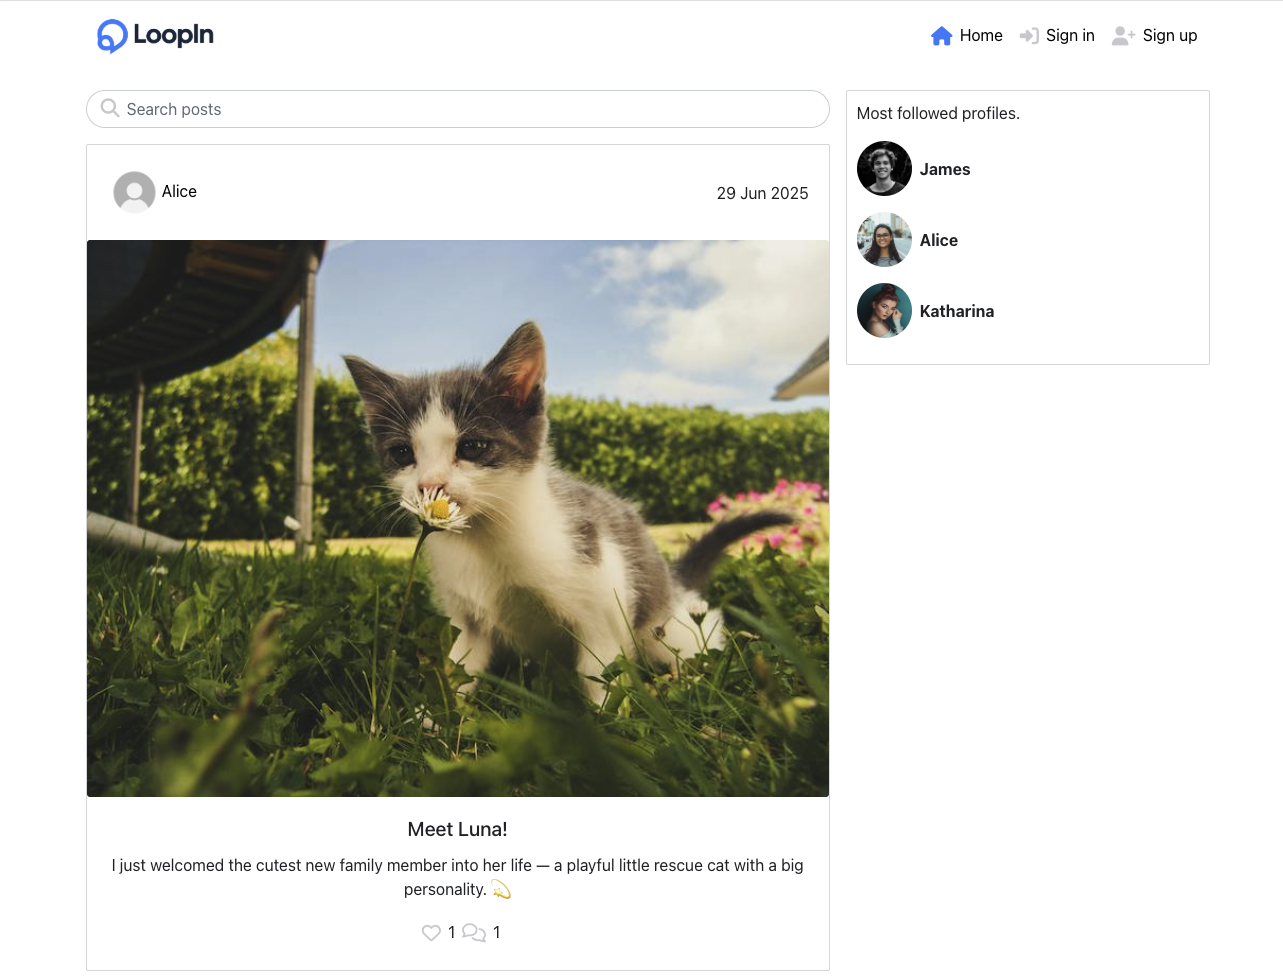 LoopIn
Home Sign in Sign up
Search posts
Alice
29 Jun 2025
Meet Luna!
I just welcomed the cutest new family member into her life — a playful little rescue cat with a big
personality. 💫
1 1
Most followed profiles.
James
Alice
Katharina